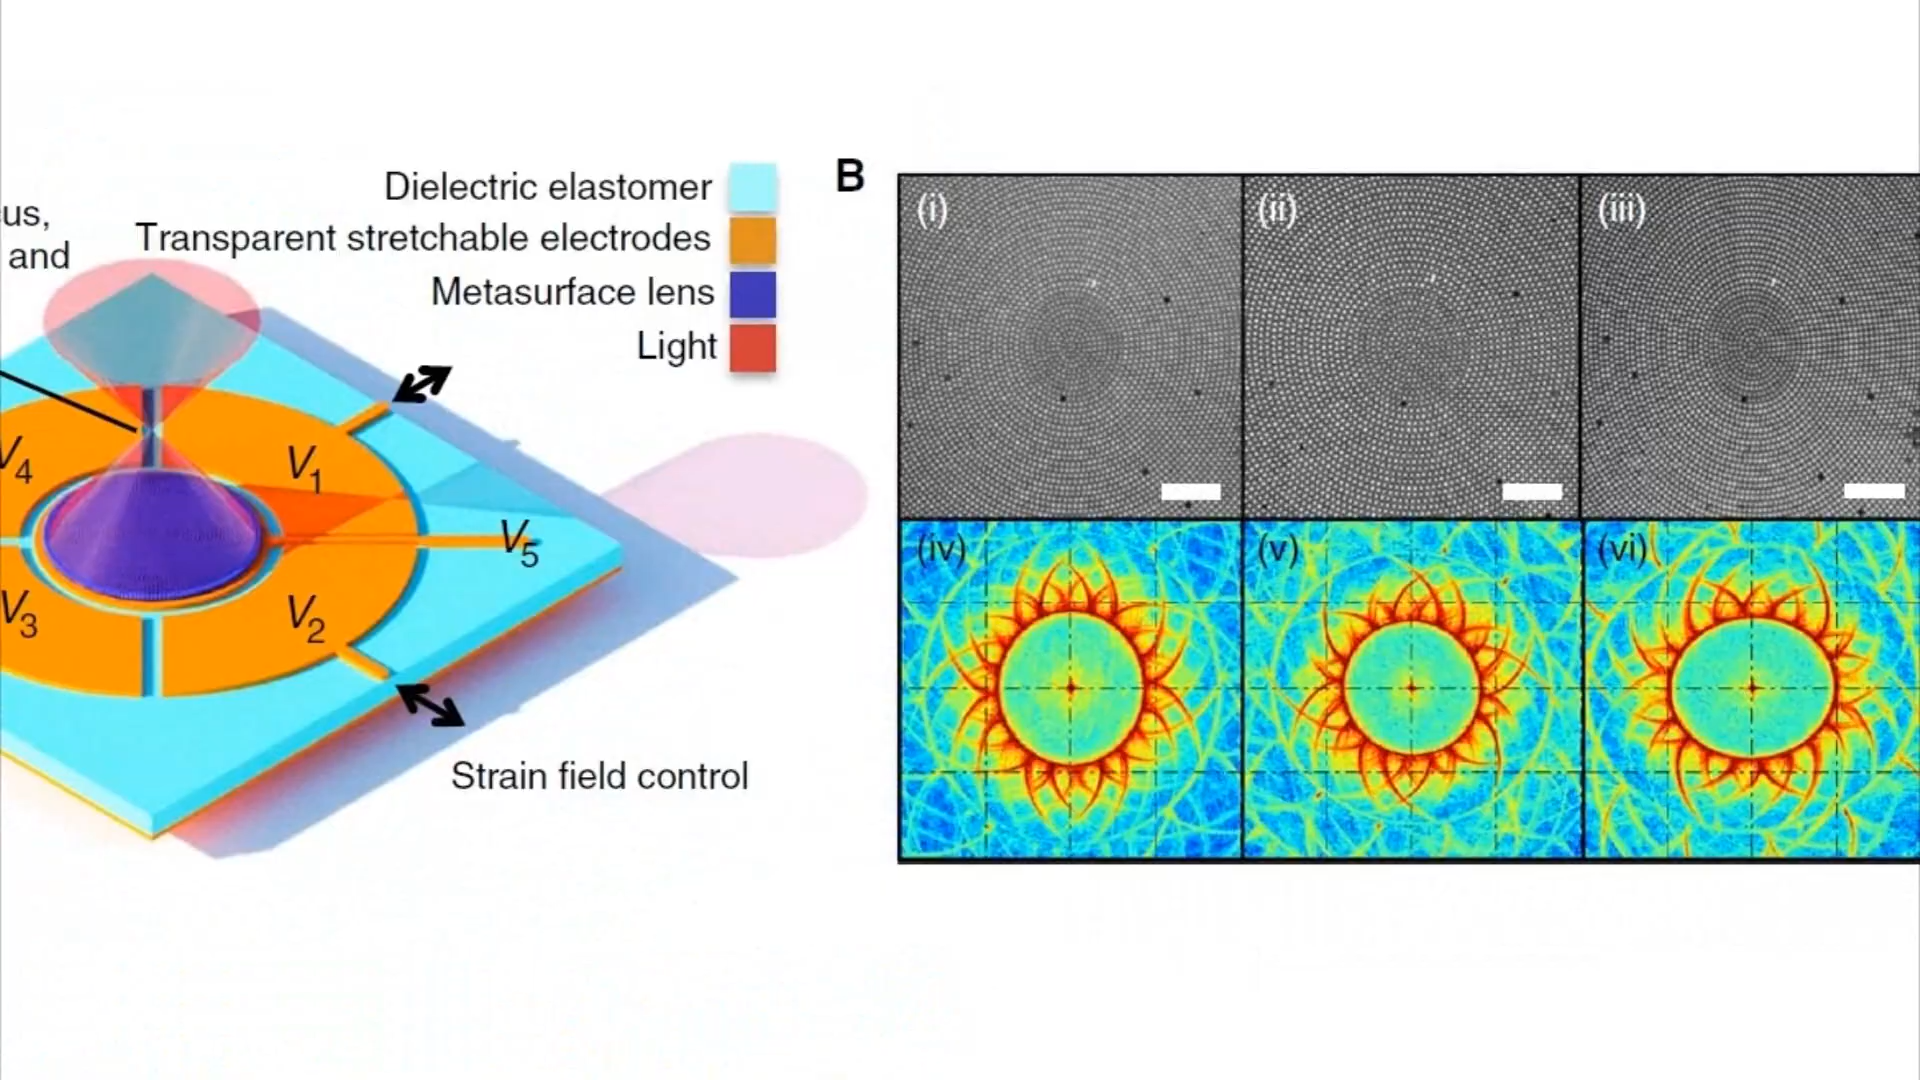 us,
and
Dielectric elastomer
Transparent stretchable electrodes
Metasurface lens
Light
V4
V1
V5
V3
V2
Strain field control
B
(i)
(ii)
(iii)
(iv)
(v)
(vi)